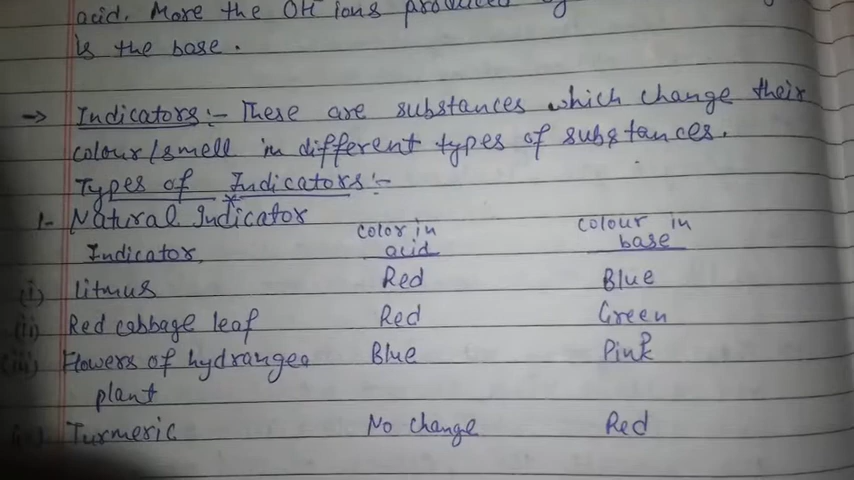 acid. More the OH ions produced
is the base.
→ Indicators:- These are substances which change their
colour/smell in different types of substances.
Types of Indicators:-
1- Natural Indicator
Indicator color in acid colour in base
(i) Litmus Red Blue
(ii) Red cabbage leaf Red Green
(iii) Flowers of hydrangea Blue Pink
plant
Turmeric No change Red